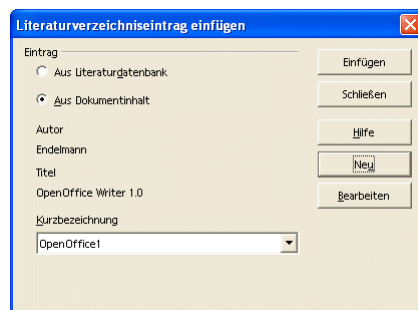 Literaturverzeichniseintrag einfügen
Eintrag
Aus Literaturdatenbank
Aus Dokumentinhalt
Autor
Endelmann
Titel
OpenOffice Writer 1.0
Kurzbezeichnung
OpenOffice1
Einfügen
Schließen
Hilfe
Neu
Bearbeiten